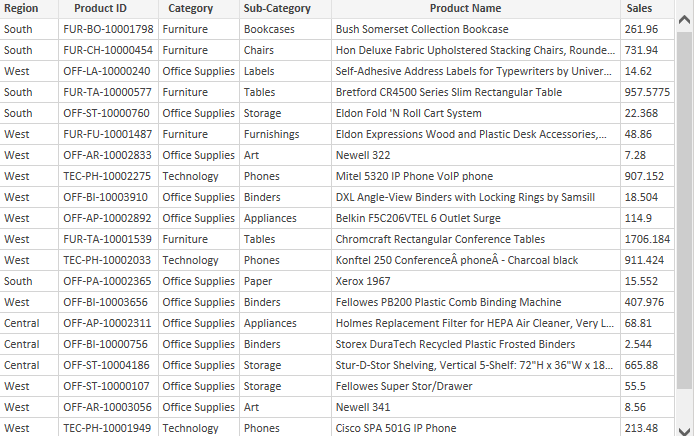 Region Product ID Category Sub-Category Product Name Sales
South FUR-BO-10001798 Furniture Bookcases Bush Somerset Collection Bookcase 261.96
South FUR-CH-10000454 Furniture Chairs Hon Deluxe Fabric Upholstered Stacking Chairs, Rounde... 731.94
West OFF-LA-10000240 Office Supplies Labels Self-Adhesive Address Labels for Typewriters by Univer... 14.62
South FUR-TA-10000577 Furniture Tables Bretford CR4500 Series Slim Rectangular Table 957.5775
South OFF-ST-10000760 Office Supplies Storage Eldon Fold 'N Roll Cart System 22.368
West FUR-FU-10001487 Furniture Furnishings Eldon Expressions Wood and Plastic Desk Accessories,... 48.86
West OFF-AR-10002833 Office Supplies Art Newell 322 7.28
West TEC-PH-10002275 Technology Phones Mitel 5320 IP Phone VoIP phone 907.152
West OFF-BI-10003910 Office Supplies Binders DXL Angle-View Binders with Locking Rings by Samsill 18.504
West OFF-AP-10002892 Office Supplies Appliances Belkin F5C206VTEL 6 Outlet Surge 114.9
West FUR-TA-10001539 Furniture Tables Chromcraft Rectangular Conference Tables 1706.184
West TEC-PH-10002033 Technology Phones Konftel 250 ConferenceÂ phoneÂ - Charcoal black 911.424
South OFF-PA-10002365 Office Supplies Paper Xerox 1967 15.552
West OFF-BI-10003656 Office Supplies Binders Fellowes PB200 Plastic Comb Binding Machine 407.976
Central OFF-AP-10002311 Office Supplies Appliances Holmes Replacement Filter for HEPA Air Cleaner, Very L... 68.81
Central OFF-BI-10000756 Office Supplies Binders Storex DuraTech Recycled Plastic Frosted Binders 2.544
Central OFF-ST-10004186 Office Supplies Storage Stur-D-Stor Shelving, Vertical 5-Shelf: 72"H x 36"W x 18... 665.88
West OFF-ST-10000107 Office Supplies Storage Fellowes Super Stor/Drawer 55.5
West OFF-AR-10003056 Office Supplies Art Newell 341 8.56
West TEC-PH-10001949 Technology Phones Cisco SPA 501G IP Phone 213.48